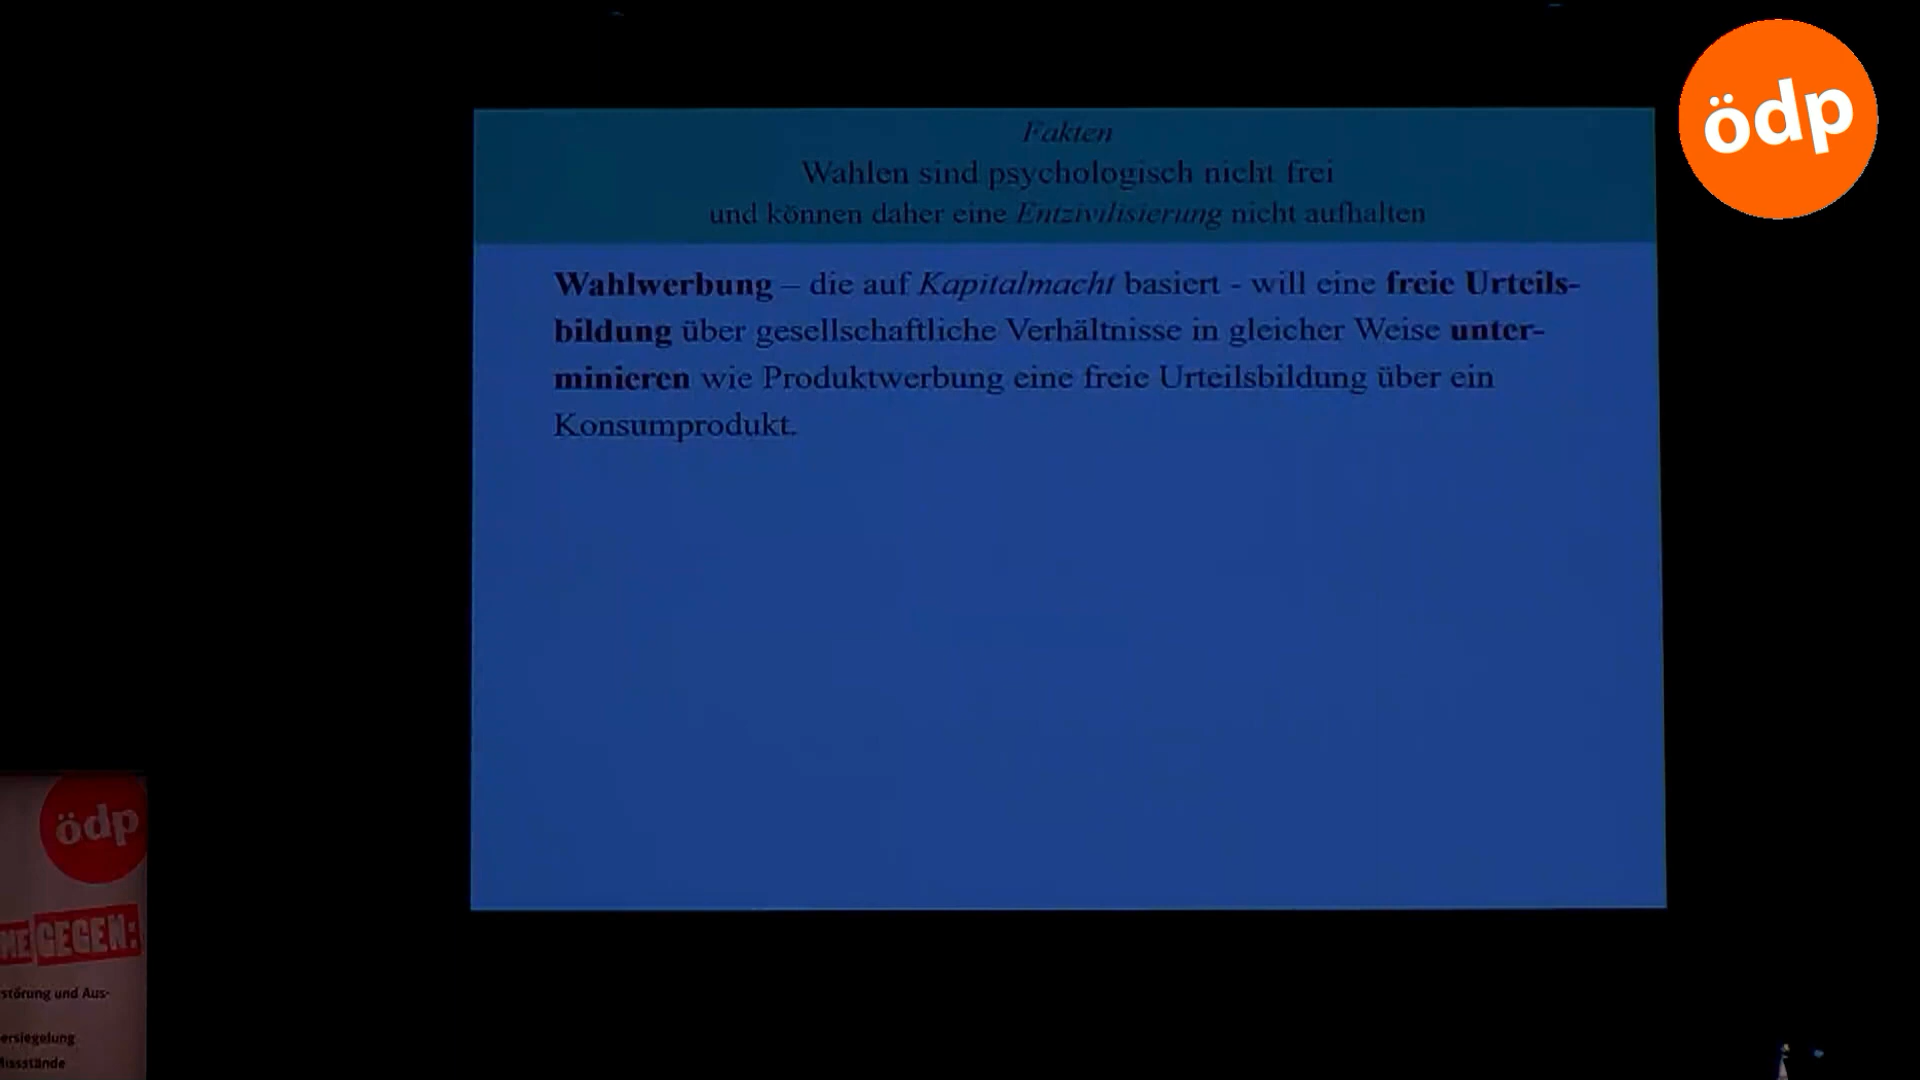 ödp
Fakten
Wahlen sind psychologisch nicht frei
und können daher eine Entzivilisierung nicht aufhalten
Wahlwerbung – die auf Kapitalmacht basiert - will eine freie Urteils-
bildung über gesellschaftliche Verhältnisse in gleicher Weise unter-
minieren wie Produktwerbung eine freie Urteilsbildung über ein
Konsumprodukt.
ödp
ME GEGEN:
störung und Aus-
ersiegelung
Missstände